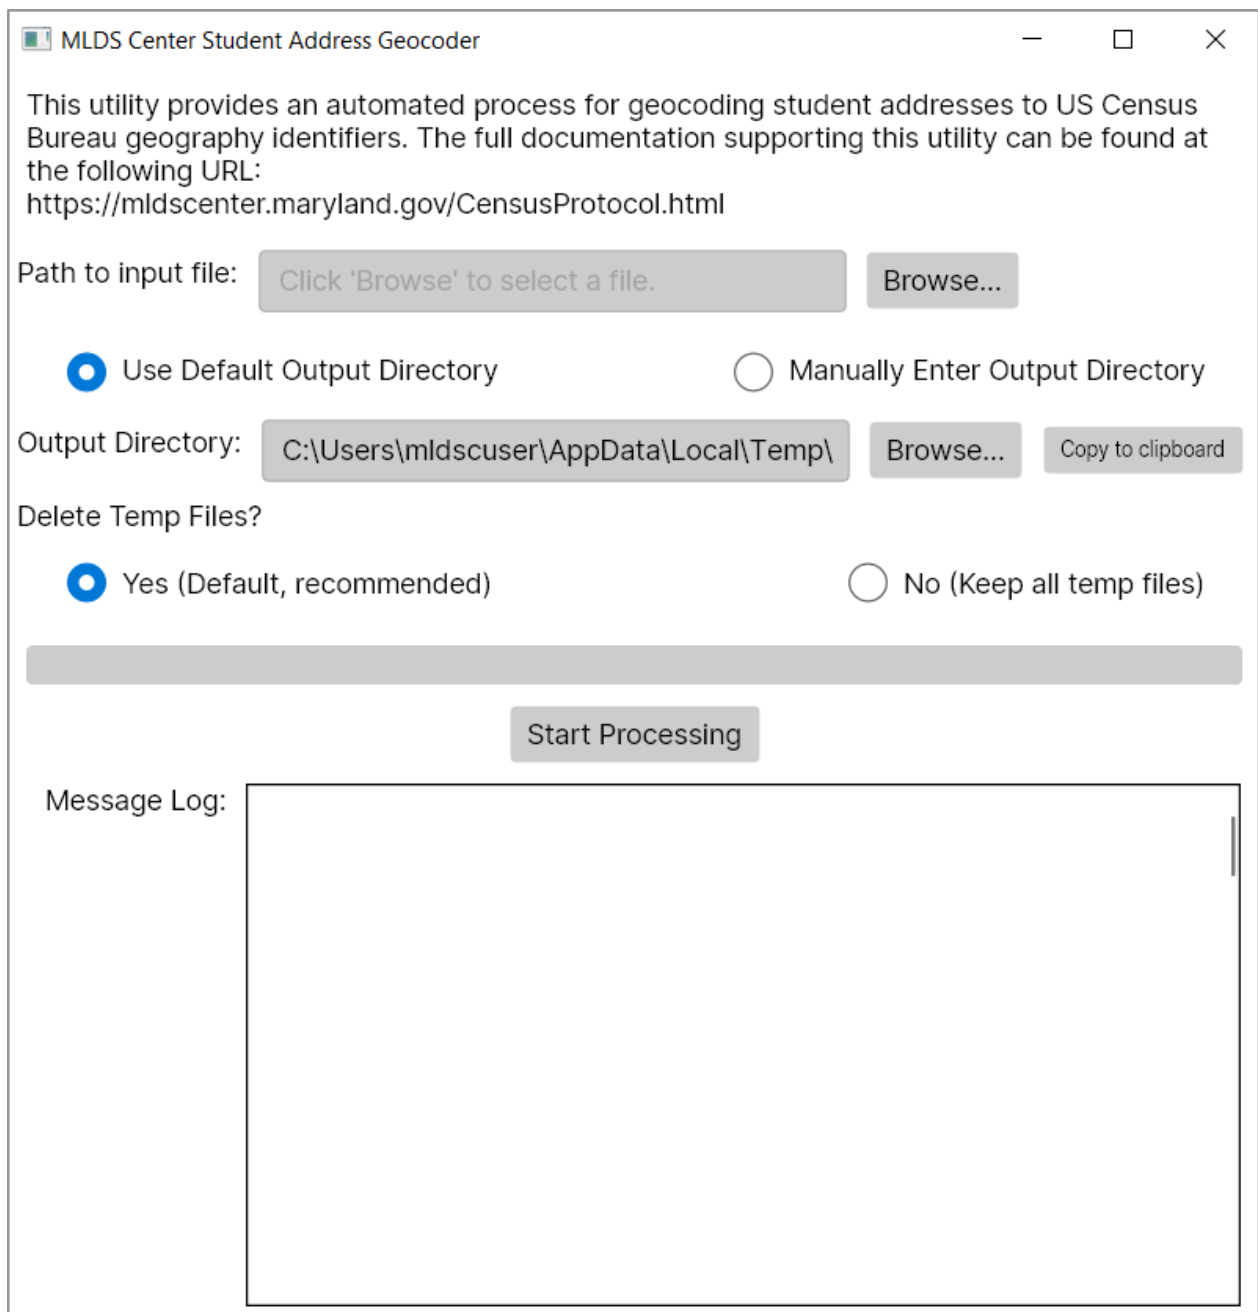 MLDS Center Student Address Geocoder
This utility provides an automated process for geocoding student addresses to US Census
Bureau geography identifiers. The full documentation supporting this utility can be found at
the following URL:
https://mldscenter.maryland.gov/CensusProtocol.html
Path to input file: Click 'Browse' to select a file. Browse...
Use Default Output Directory Manually Enter Output Directory
Output Directory: C:\Users\mldscuser\AppData\Local\Temp\ Browse... Copy to clipboard
Delete Temp Files?
Yes (Default, recommended) No (Keep all temp files)
Start Processing
Message Log: